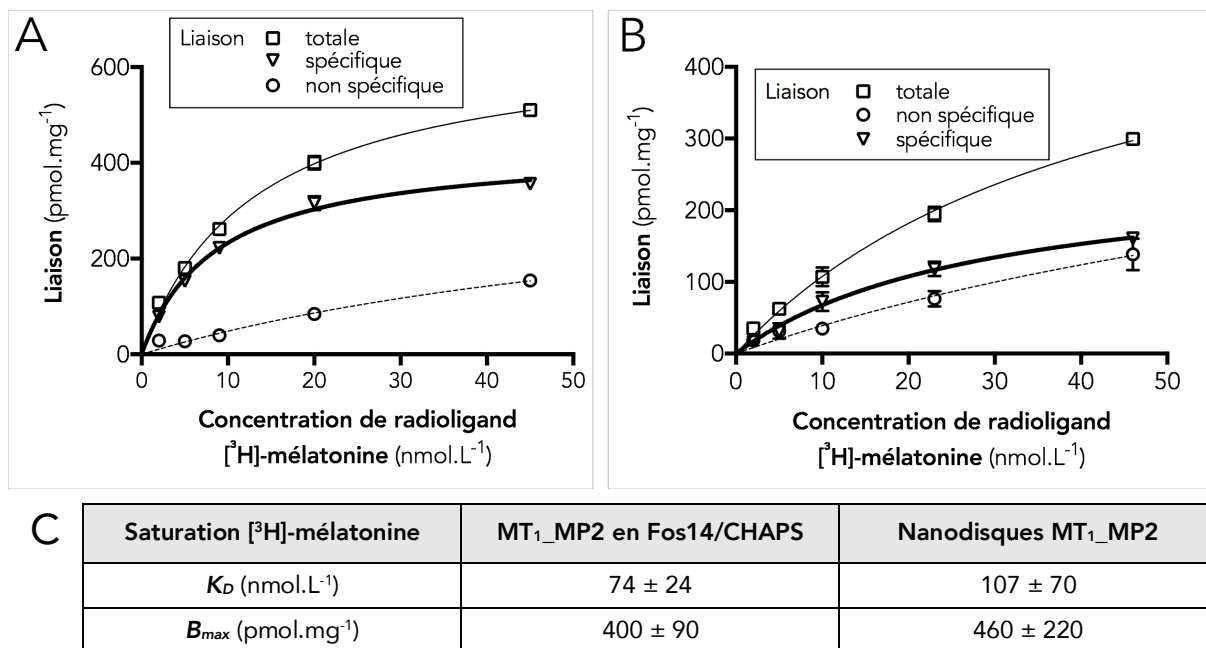 A
Liaison
totale
spécifique
non spécifique
600
400
200
0
Liaison (pmol.mg⁻¹)
0 10 20 30 40 50
Concentration de radioligand
[³H]-mélatonine (nmol.L⁻¹)
B
Liaison
totale
non spécifique
spécifique
400
300
200
100
0
Liaison (pmol.mg⁻¹)
0 10 20 30 40 50
Concentration de radioligand
[³H]-mélatonine (nmol.L⁻¹)
C
Saturation [³H]-mélatonine MT₁_MP2 en Fos14/CHAPS Nanodisques MT₁_MP2
K_D (nmol.L⁻¹) 74 ± 24 107 ± 70
B_max (pmol.mg⁻¹) 400 ± 90 460 ± 220